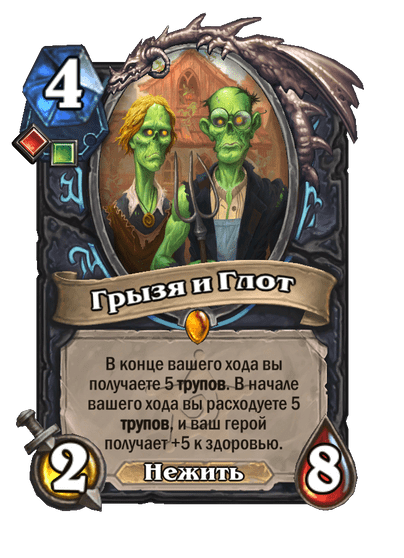 4
Грызя и Глот
В конце вашего хода вы
получаете 5 трупов. В начале
вашего хода вы расходуете 5
трупов, и ваш герой
получает +5 к здоровью.
2
Нежить
8